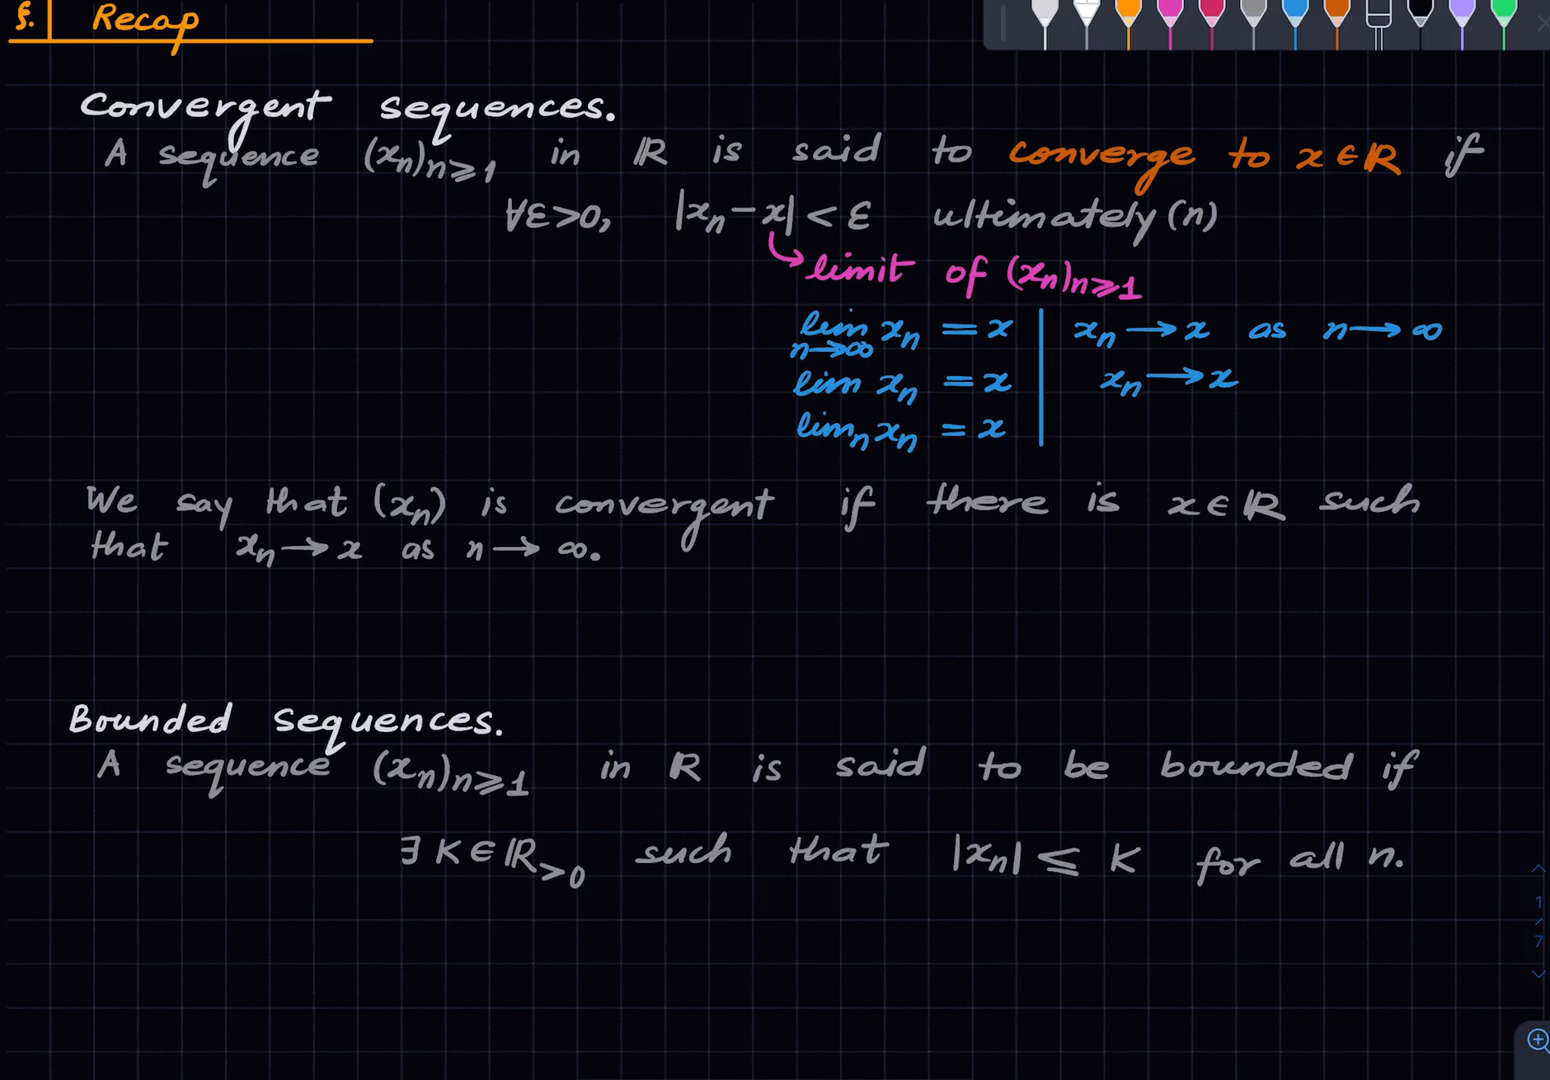 §. Recap
Convergent sequences.
A sequence (xₙ)ₙ≥1 in ℝ is said to converge to x∈ℝ if
∀ε>0, |xₙ−x| < ε ultimately (n)
limit of (xₙ)ₙ≥1
lim n→∞ xₙ = x | xₙ → x as n → ∞
lim xₙ = x | xₙ → x
limₙ xₙ = x
We say that (xₙ) is convergent if there is x∈ℝ such
that xₙ → x as n → ∞.
Bounded sequences.
A sequence (xₙ)ₙ≥1 in ℝ is said to be bounded if
∃ K∈ℝ>0 such that |xₙ| ≤ K for all n.
1
7